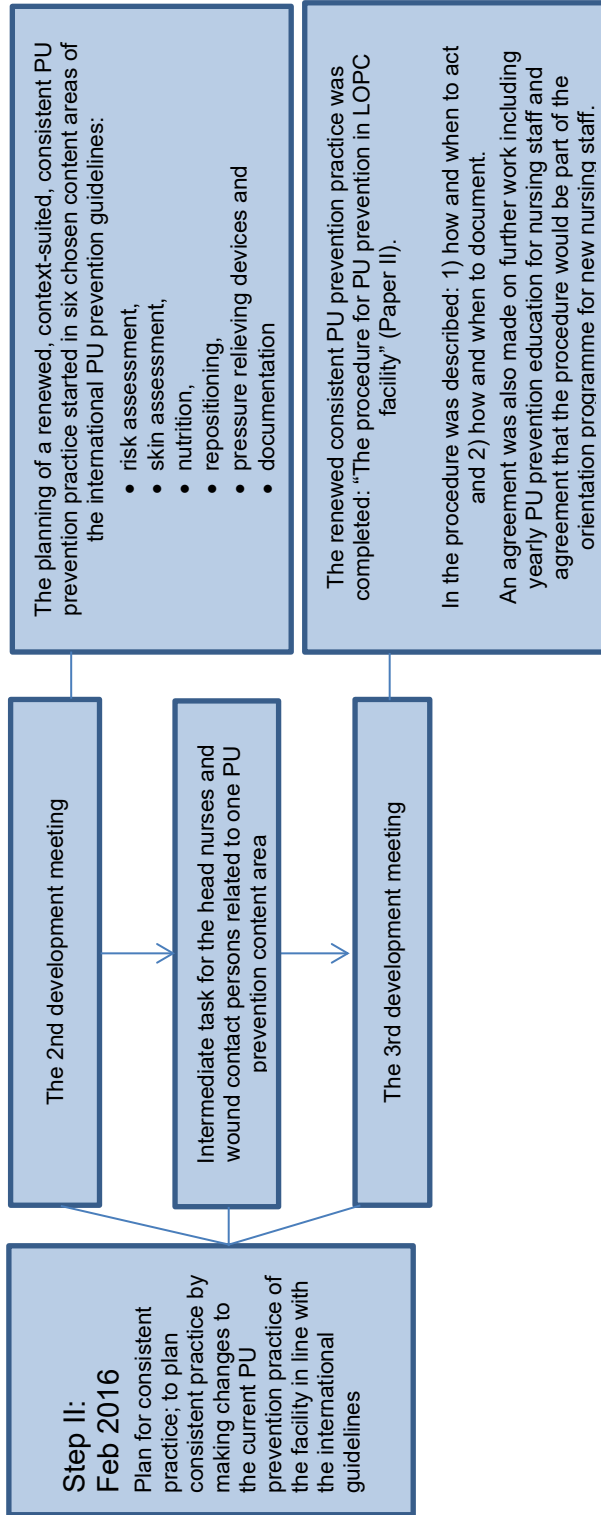 Step II:
Feb 2016
Plan for consistent
practice; to plan
consistent practice by
making changes to
the current PU
prevention practice of
the facility in line with
the international
guidelines
The 2nd development meeting
Intermediate task for the head nurses and
wound contact persons related to one PU
prevention content area
The 3rd development meeting
The planning of a renewed, context-suited, consistent PU
prevention practice started in six chosen content areas of
the international PU prevention guidelines:
• risk assessment,
• skin assessment,
• nutrition,
• repositioning,
• pressure relieving devices and
• documentation
The renewed consistent PU prevention practice was
completed: “The procedure for PU prevention in LOPC
facility” (Paper II).
In the procedure was described: 1) how and when to act
and 2) how and when to document.
An agreement was also made on further work including
yearly PU prevention education for nursing staff and
agreement that the procedure would be part of the
orientation programme for new nursing staff.